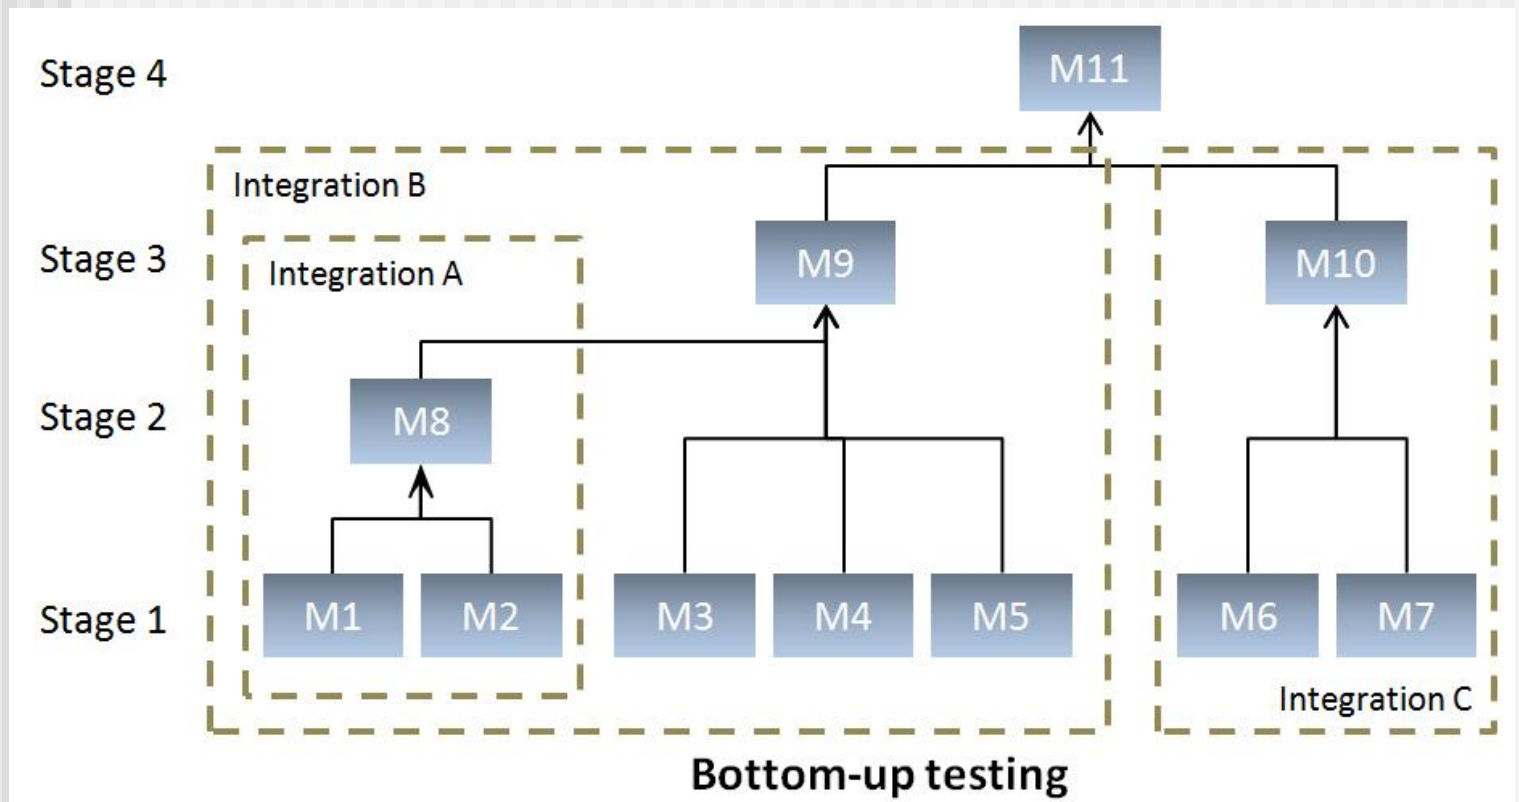 Stage 4
M11
Integration B
Stage 3
M9
M10
Integration A
Stage 2
M8
Stage 1
M1
M2
M3
M4
M5
M6
M7
Integration C
Bottom-up testing